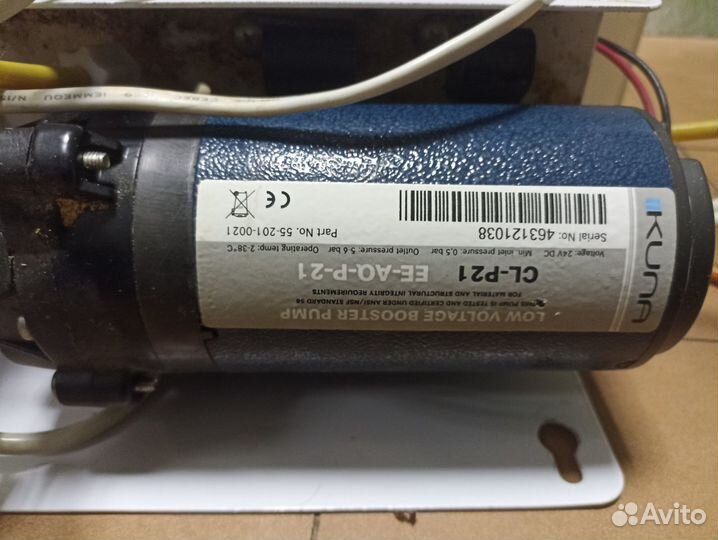 KUNA
LOW VOLTAGE BOOSTER PUMP
THIS PUMP IS TESTED AND CERTIFIED UNDER ANSI/NSF STANDARD 58
FOR MATERIAL AND STRUCTURAL INTEGRITY REQUIREMENTS
CL-P21 EE-AQ-P-21
Voltage: 24V DC Min. inlet pressure: 0.5 bar Outlet pressure: 5.6 bar Operating temp: 2-38°C
Serial No: 463121038 Part No. 55-201-0021
CE
Avito